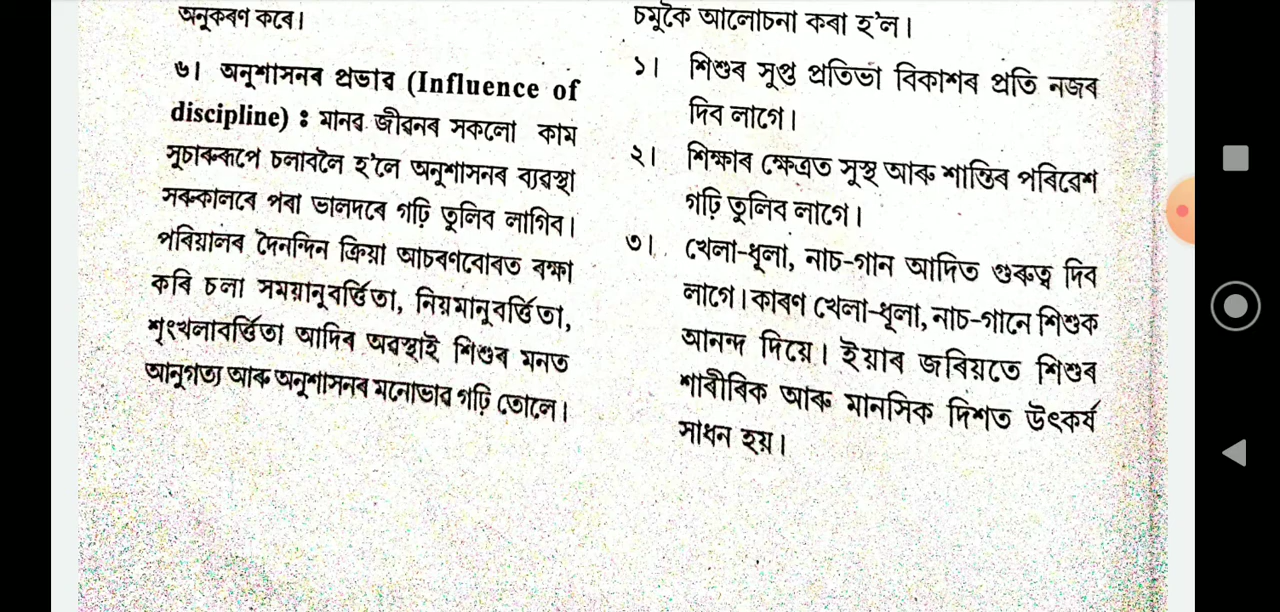 অনুকৰণ কৰে।
৬। অনুশাসনৰ প্ৰভাৱ (Influence of
discipline) : মানৱ জীৱনৰ সকলো কাম
সুচাৰুৰূপে চলাবলৈ হ'লে অনুশাসনৰ ব্যৱস্থা
সৰুকালৰে পৰা ভালদৰে গঢ়ি তুলিব লাগিব।
পৰিয়ালৰ দৈনন্দিন ক্ৰিয়া আচৰণবোৰত ৰক্ষা
কৰি চলা সময়ানুবৰ্ত্তিতা, নিয়মানুবৰ্ত্তিতা,
শৃংখলাবৰ্ত্তিতা আদিৰ অৱস্থাই শিশুৰ মনত
আনুগত্য আৰু অনুশাসনৰ মনোভাৱ গঢ়ি তোলে।
চমুকৈ আলোচনা কৰা হ'ল।
১। শিশুৰ সুপ্ত প্ৰতিভা বিকাশৰ প্ৰতি নজৰ
দিব লাগে।
২। শিক্ষাৰ ক্ষেত্ৰত সুস্থ আৰু শান্তিৰ পৰিৱেশ
গঢ়ি তুলিব লাগে।
৩। খেলা-ধূলা, নাচ-গান আদিত গুৰুত্ব দিব
লাগে। কাৰণ খেলা-ধূলা, নাচ-গানে শিশুক
আনন্দ দিয়ে। ইয়াৰ জৰিয়তে শিশুৰ
শাৰীৰিক আৰু মানসিক দিশত উৎকৰ্ষ
সাধন হয়।